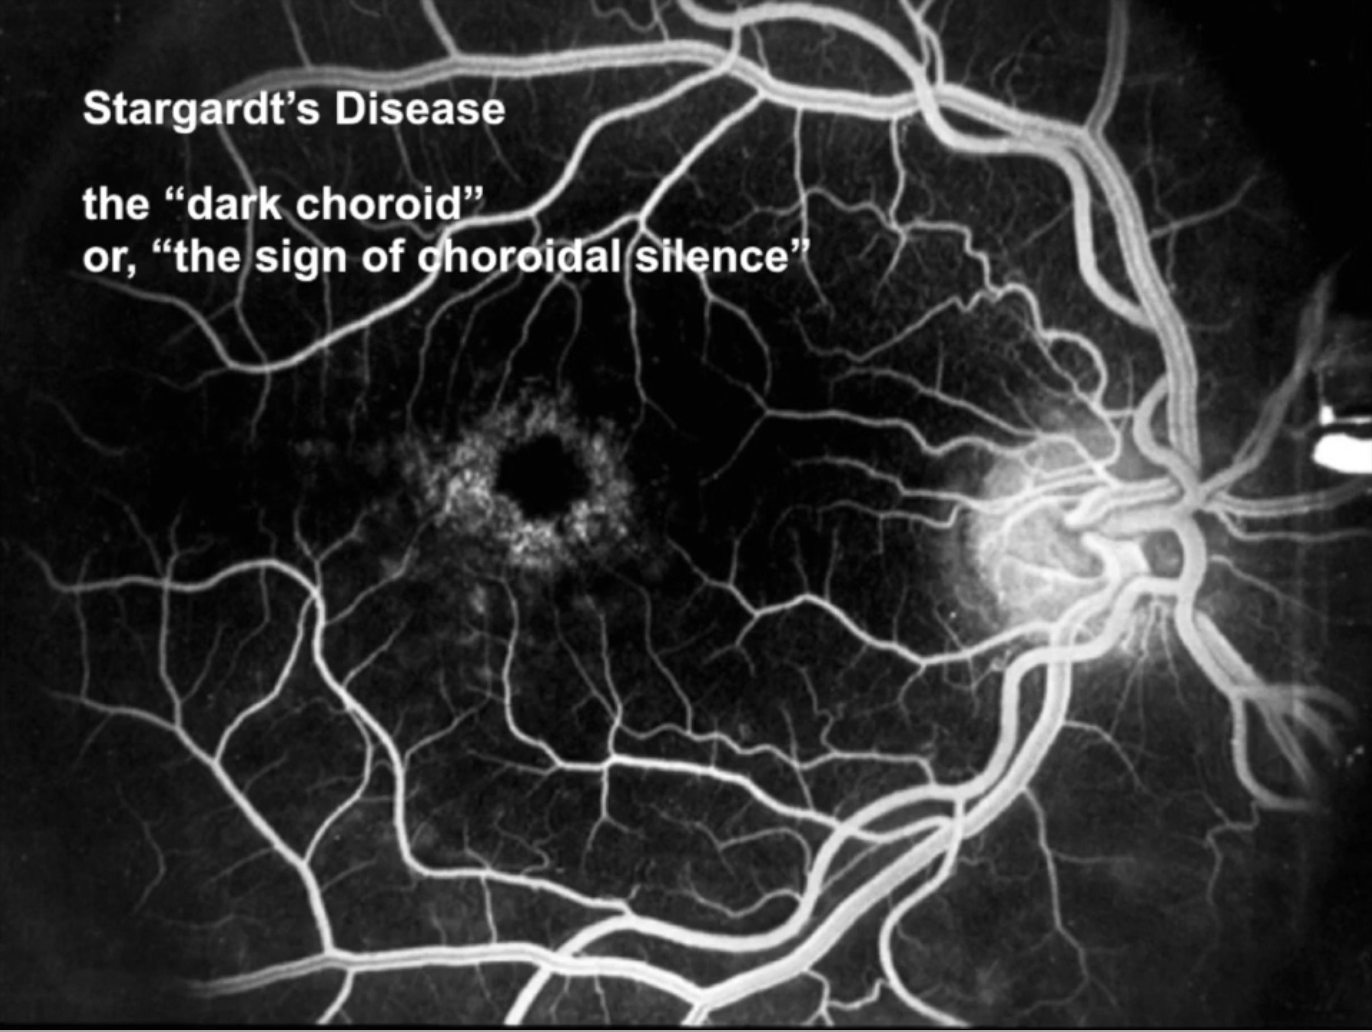 Stargardt’s Disease
the “dark choroid”
or, “the sign of choroidal silence”